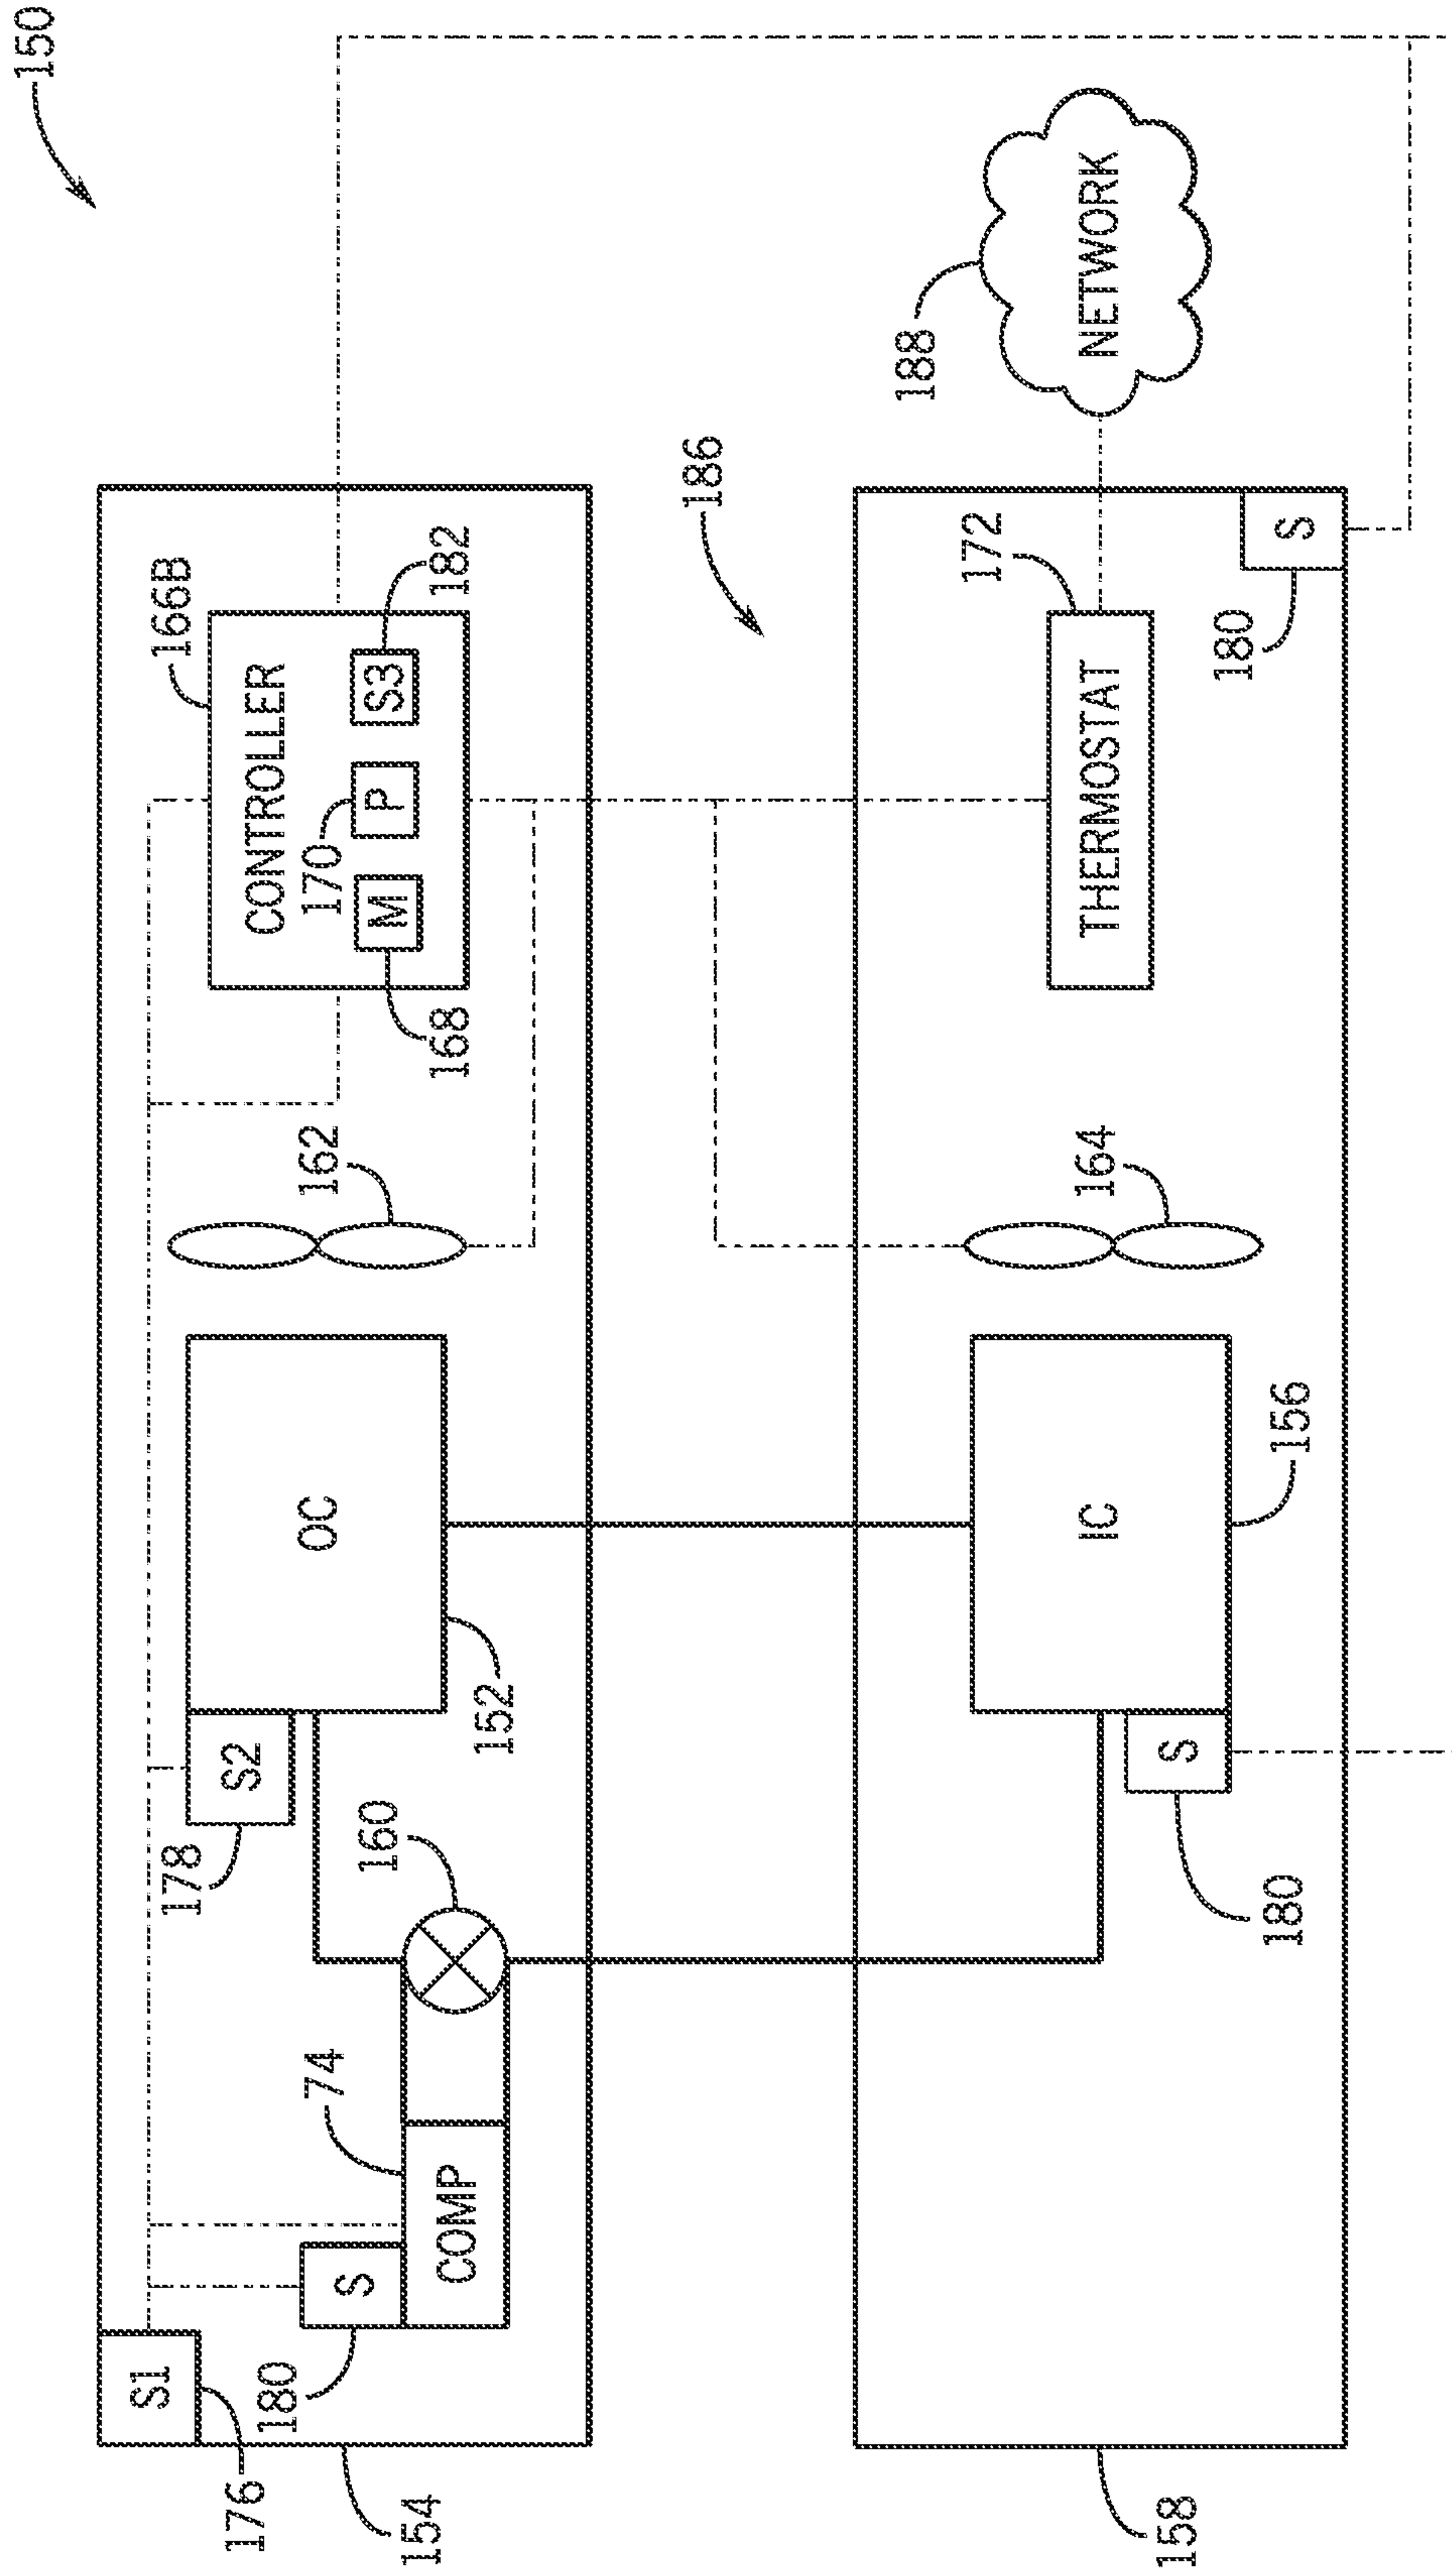 150
154
176
S1
180
S
COMP
74
160
178
S2
OC
152
162
166B
CONTROLLER
170
M
P
S3
168
182
186
188
NETWORK
158
IC
156
S
180
164
172
THERMOSTAT
180
S